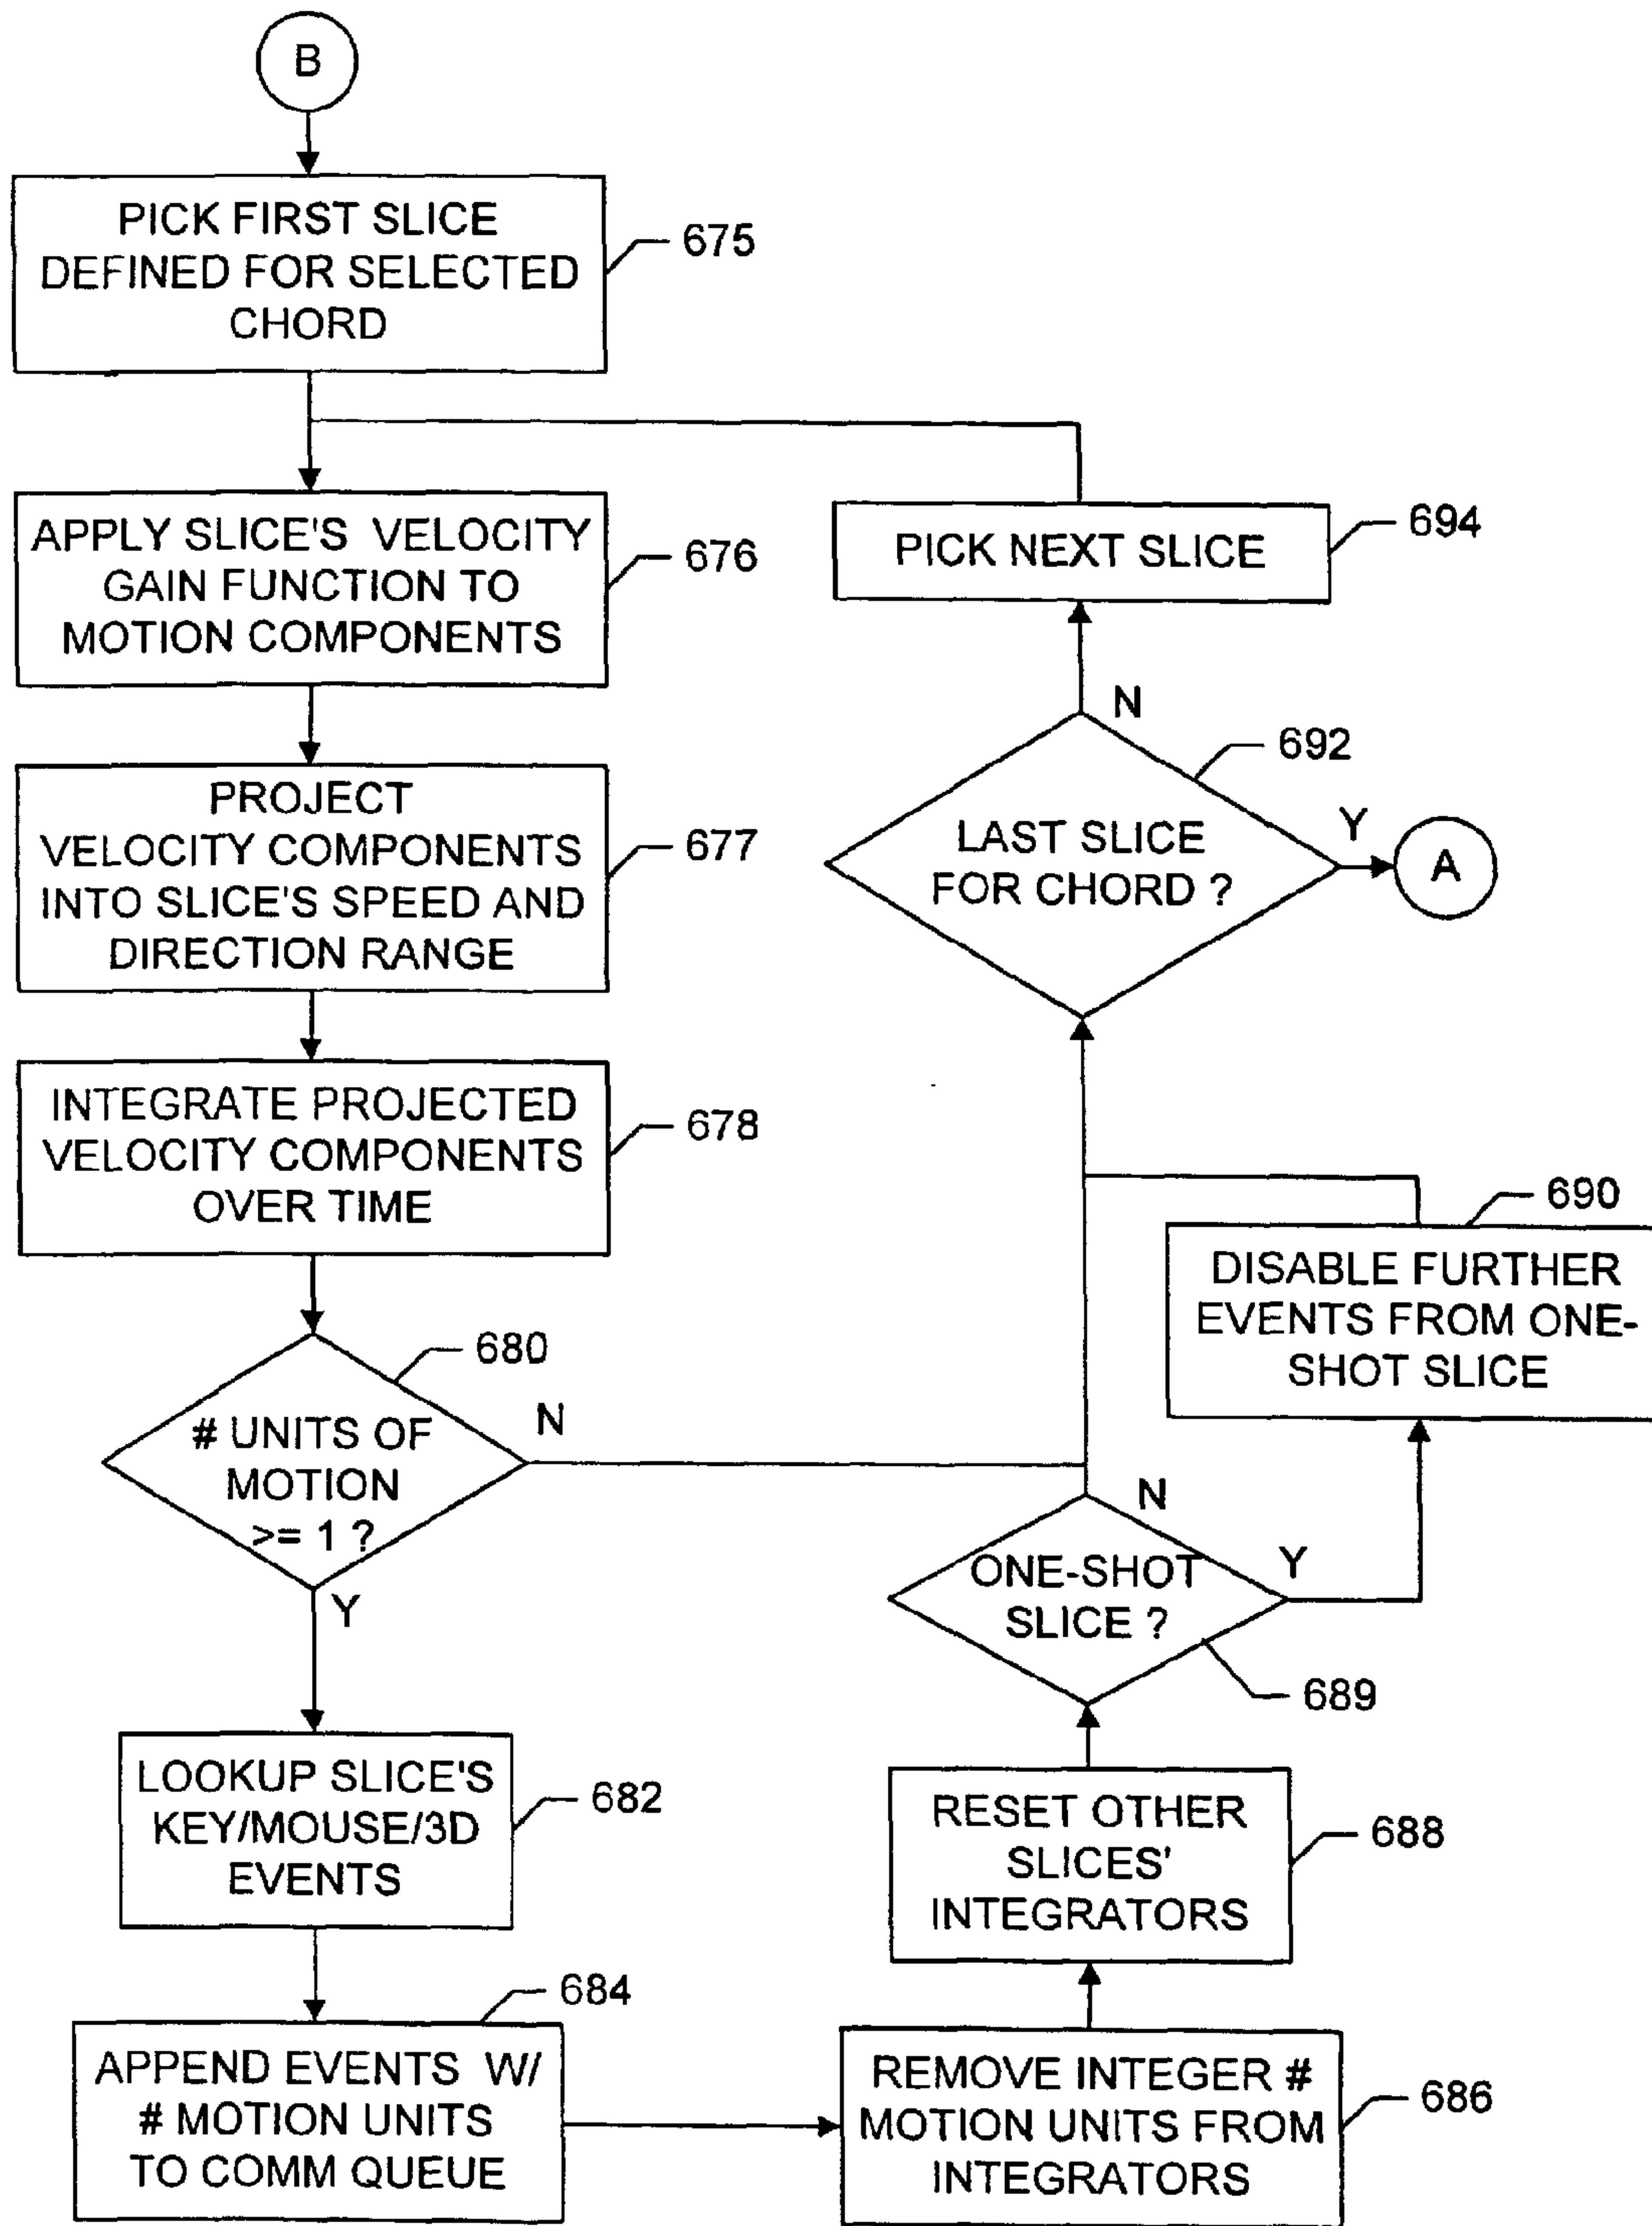 B
PICK FIRST SLICE
DEFINED FOR SELECTED
CHORD
675
APPLY SLICE'S VELOCITY
GAIN FUNCTION TO
MOTION COMPONENTS
676
PROJECT
VELOCITY COMPONENTS
INTO SLICE'S SPEED AND
DIRECTION RANGE
677
INTEGRATE PROJECTED
VELOCITY COMPONENTS
OVER TIME
678
680
# UNITS OF
MOTION
>= 1 ?
N
Y
LOOKUP SLICE'S
KEY/MOUSE/3D
EVENTS
682
684
APPEND EVENTS W/
# MOTION UNITS
TO COMM QUEUE
REMOVE INTEGER #
MOTION UNITS FROM
INTEGRATORS
686
RESET OTHER
SLICES'
INTEGRATORS
688
N
ONE-SHOT
SLICE ?
Y
689
690
DISABLE FURTHER
EVENTS FROM ONE-
SHOT SLICE
N
692
LAST SLICE
FOR CHORD ?
Y
A
PICK NEXT SLICE
694